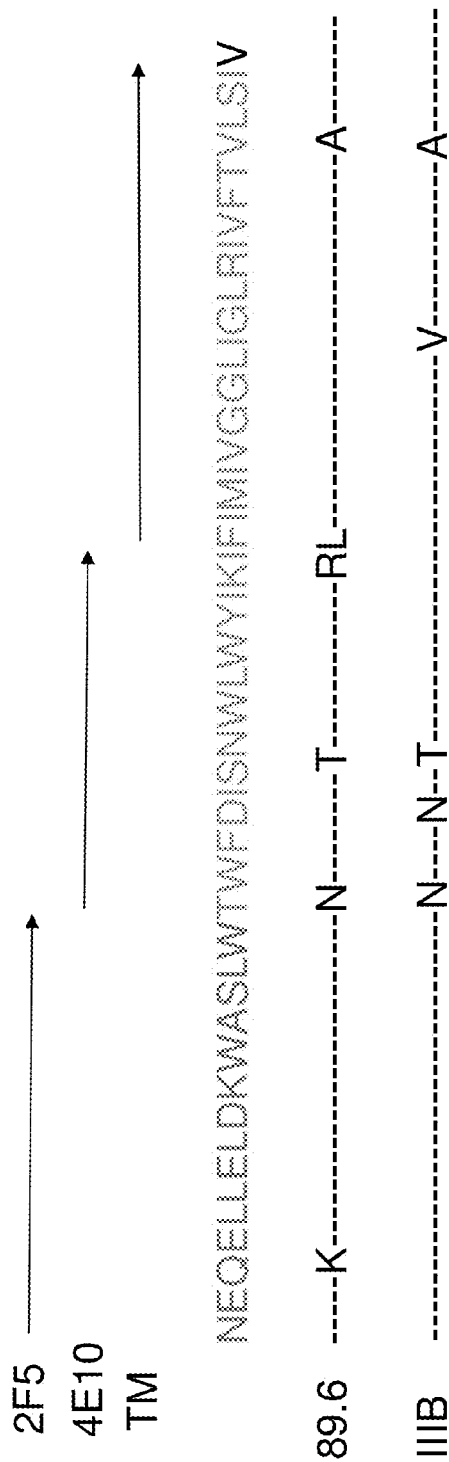 2F5
4E10
TM
NEQELLELDKWASLWTWFDISNWLWYIKIFIMIVGGLIGLRIVFTVLSIV
89.6 ------K----------------------------N---------T--------------RL-------------------------------A---------
IIIB ------------------------------------N-----N--T---------------------------------V--------------A----------